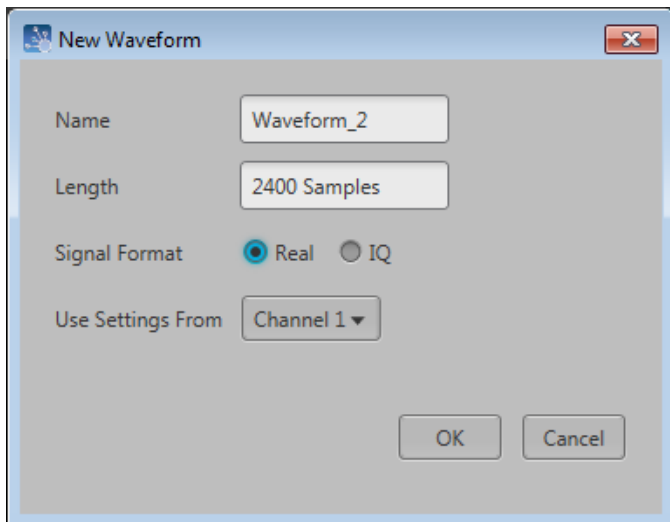 New Waveform
Name Waveform_2
Length 2400 Samples
Signal Format Real IQ
Use Settings From Channel 1
OK Cancel